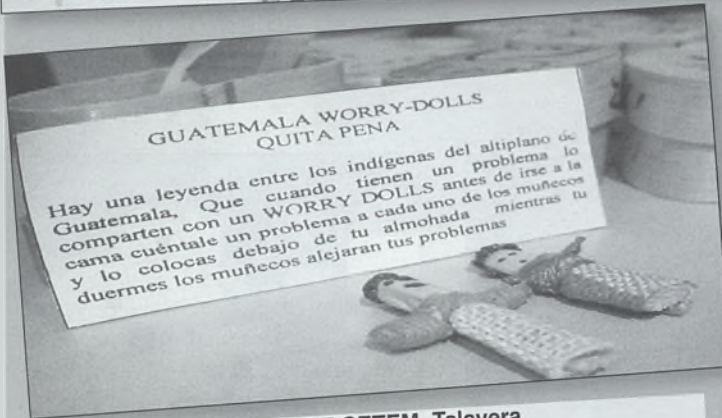 GUATEMALA WORRY-DOLLS
QUITA PENA
Hay una leyenda entre los indígenas del altiplano de
Guatemala, Que cuando tienen un problema lo
comparten con un WORRY DOLLS antes de irse a la
cama cuéntale un problema a cada uno de los muñecos
y lo colocas debajo de tu almohada mientras tu
duermes los muñecos alejaran tus problemas
SETEM Talavera